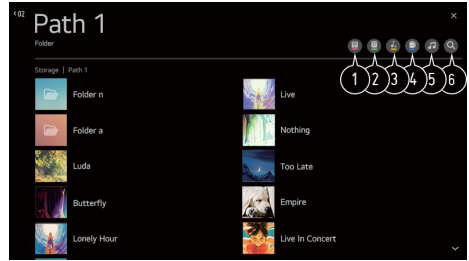 < 02
Path 1
×
Folder
1 2 3 4 5 6
Storage | Path 1
Folder n
Live
Folder a
Nothing
Luda
Too Late
Butterfly
Empire
Lonely Hour
Live In Concert